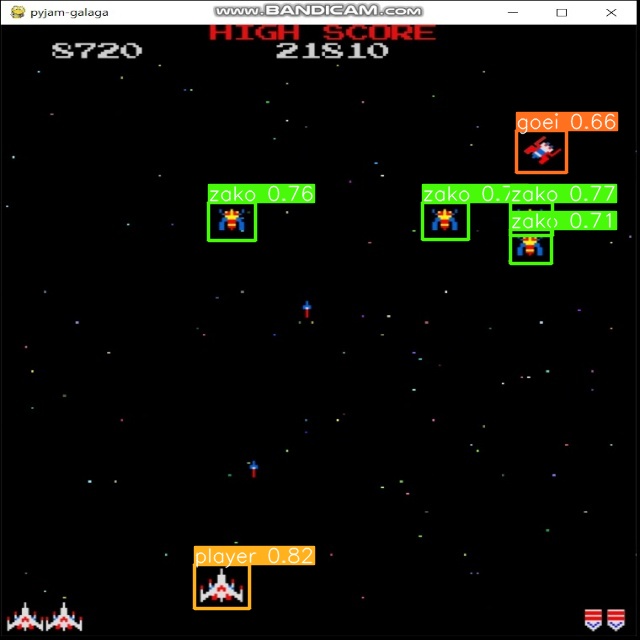 pyjam-galaga
www.BANDICAM.com
HIGH SCORE
8720 21810
goei 0.66
zako 0.76
zako 0.7
zako 0.77
zako 0.71
player 0.82